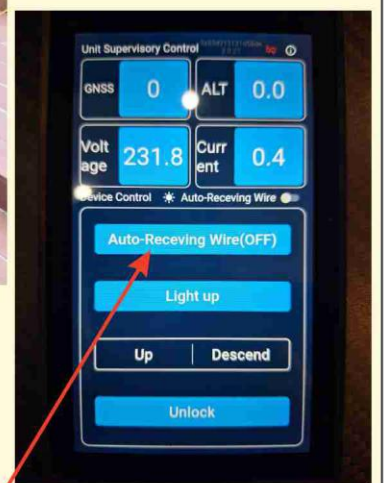 Unit Supervisory Control
GNSS 0 ALT 0.0
Volt
age 231.8 Curr
ent 0.4
Device Control Auto-Receving Wire
Auto-Receving Wire(OFF)
Light up
Up Descend
Unlock